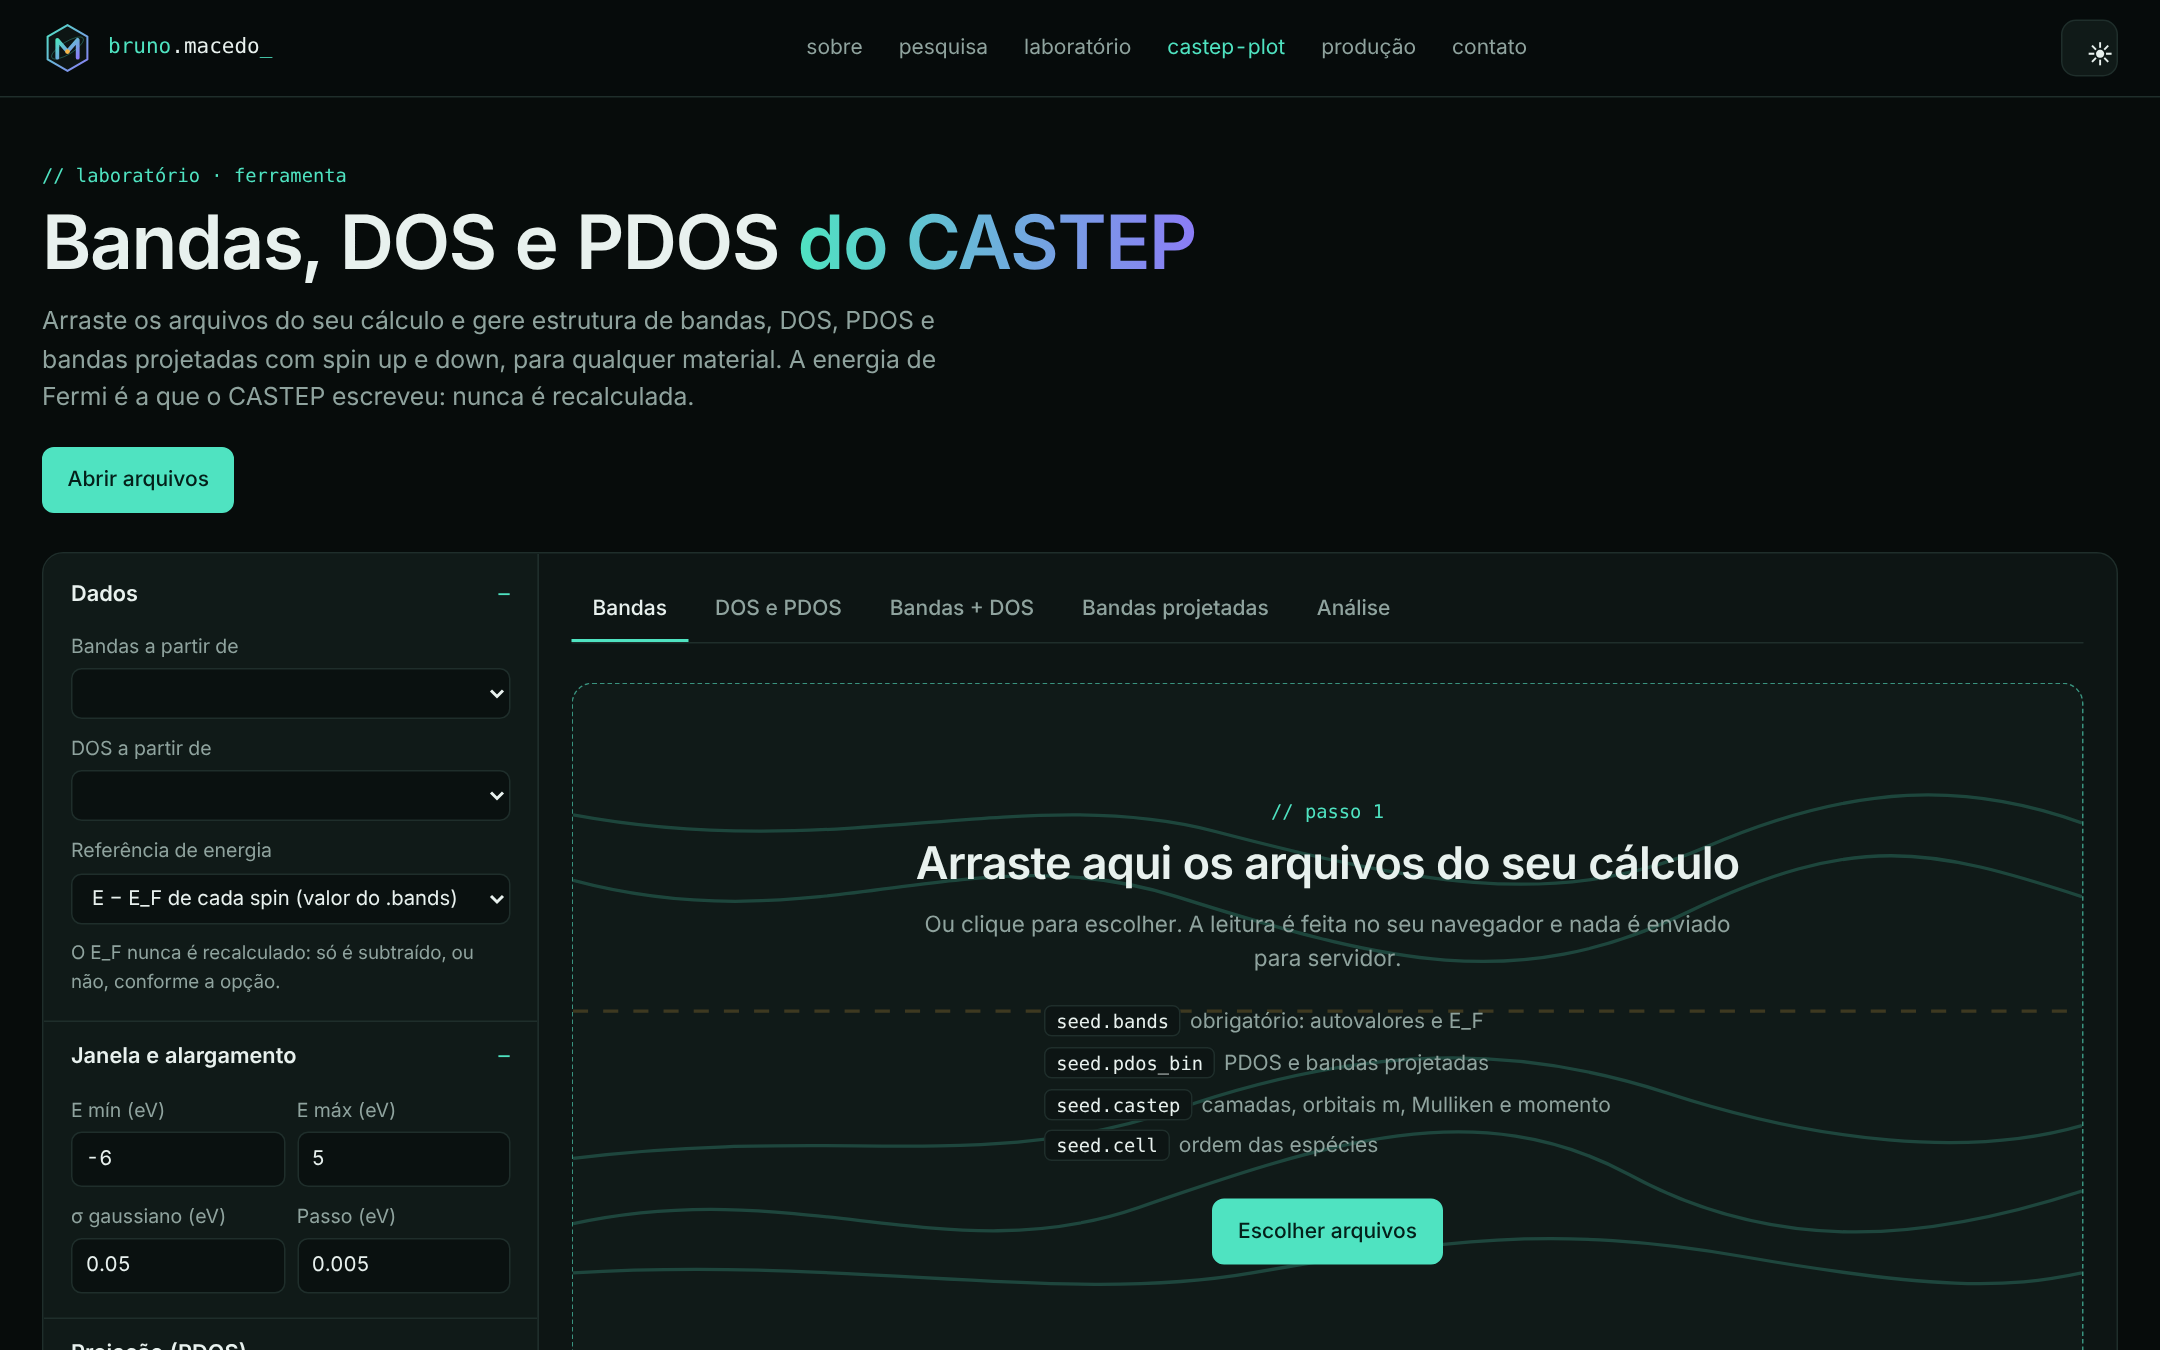 bruno.macedo_
sobre pesquisa laboratório castep-plot produção contato
// laboratório · ferramenta
Bandas, DOS e PDOS do CASTEP
Arraste os arquivos do seu cálculo e gere estrutura de bandas, DOS, PDOS e
bandas projetadas com spin up e down, para qualquer material. A energia de
Fermi é a que o CASTEP escreveu: nunca é recalculada.
Abrir arquivos
Dados –
Bandas a partir de
DOS a partir de
Referência de energia
E − E_F de cada spin (valor do .bands)
O E_F nunca é recalculado: só é subtraído, ou
não, conforme a opção.
Janela e alargamento –
E mín (eV) E máx (eV)
-6 5
σ gaussiano (eV) Passo (eV)
0.05 0.005
Projeção (PDOS)
Bandas DOS e PDOS Bandas + DOS Bandas projetadas Análise
// passo 1
Arraste aqui os arquivos do seu cálculo
Ou clique para escolher. A leitura é feita no seu navegador e nada é enviado
para servidor.
seed.bands obrigatório: autovalores e E_F
seed.pdos_bin PDOS e bandas projetadas
seed.castep camadas, orbitais m, Mulliken e momento
seed.cell ordem das espécies
Escolher arquivos